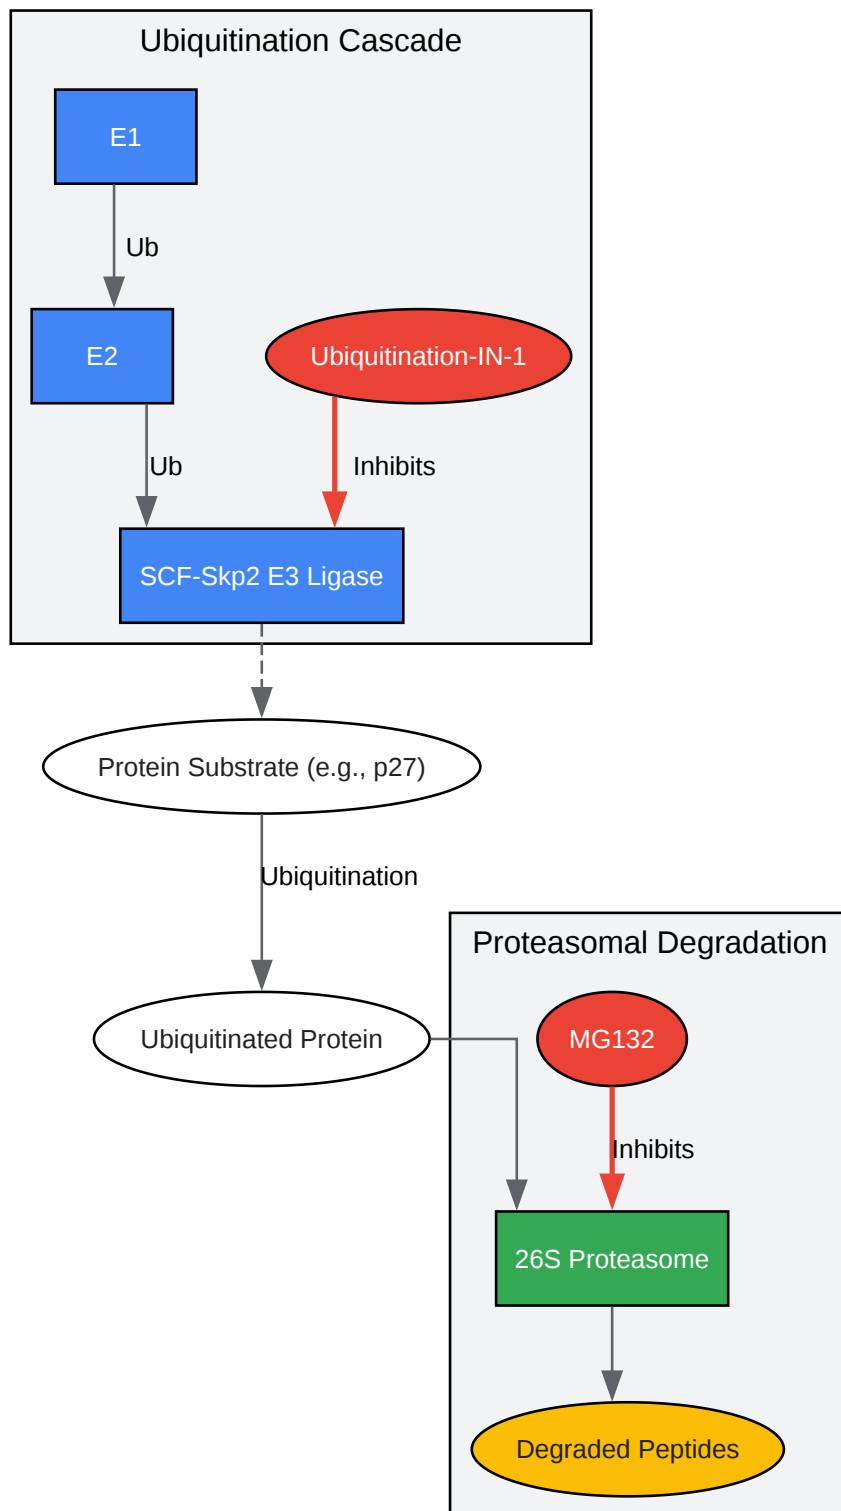 Ubiquitination Cascade
E1
Ub
E2
Ubiquitination-IN-1
Ub
Inhibits
SCF-Skp2 E3 Ligase
Protein Substrate (e.g., p27)
Ubiquitination
Proteasomal Degradation
Ubiquitinated Protein
MG132
Inhibits
26S Proteasome
Degraded Peptides